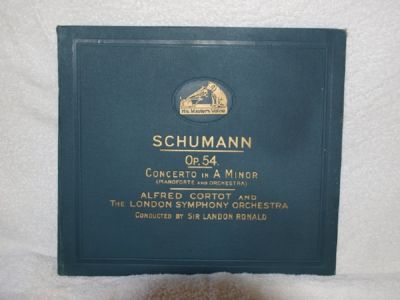 "His Master's Voice"
SCHUMANN
OP. 54.
CONCERTO IN A MINOR
(PIANOFORTE AND ORCHESTRA)
ALFRED CORTOT AND
THE LONDON SYMPHONY ORCHESTRA
CONDUCTED BY SIR LANDON RONALD